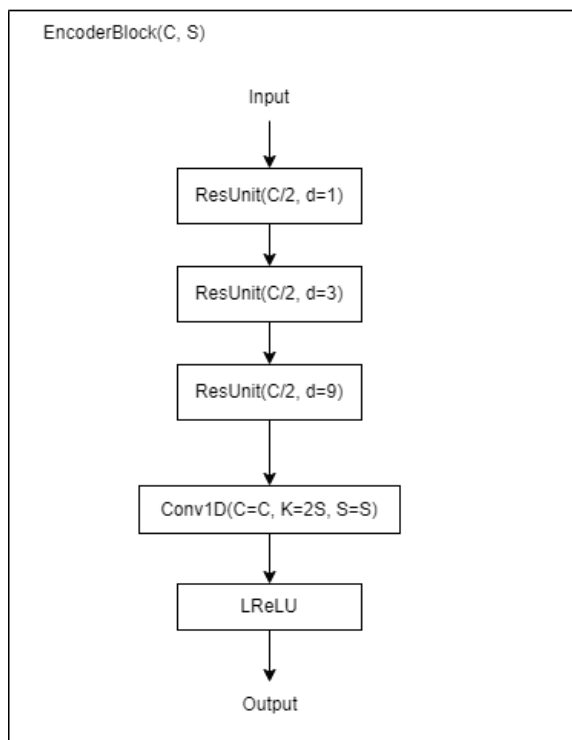 EncoderBlock(C, S)
Input
ResUnit(C/2, d=1)
ResUnit(C/2, d=3)
ResUnit(C/2, d=9)
Conv1D(C=C, K=2S, S=S)
LReLU
Output